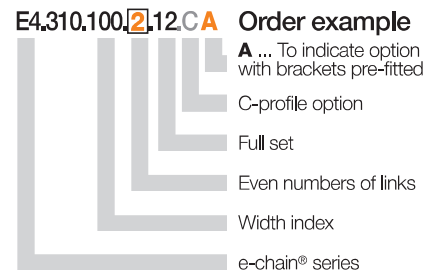 E4.310.100.2.12.CA Order example
A ... To indicate option
with brackets pre-fitted
C-profile option
Full set
Even numbers of links
Width index
e-chain® series